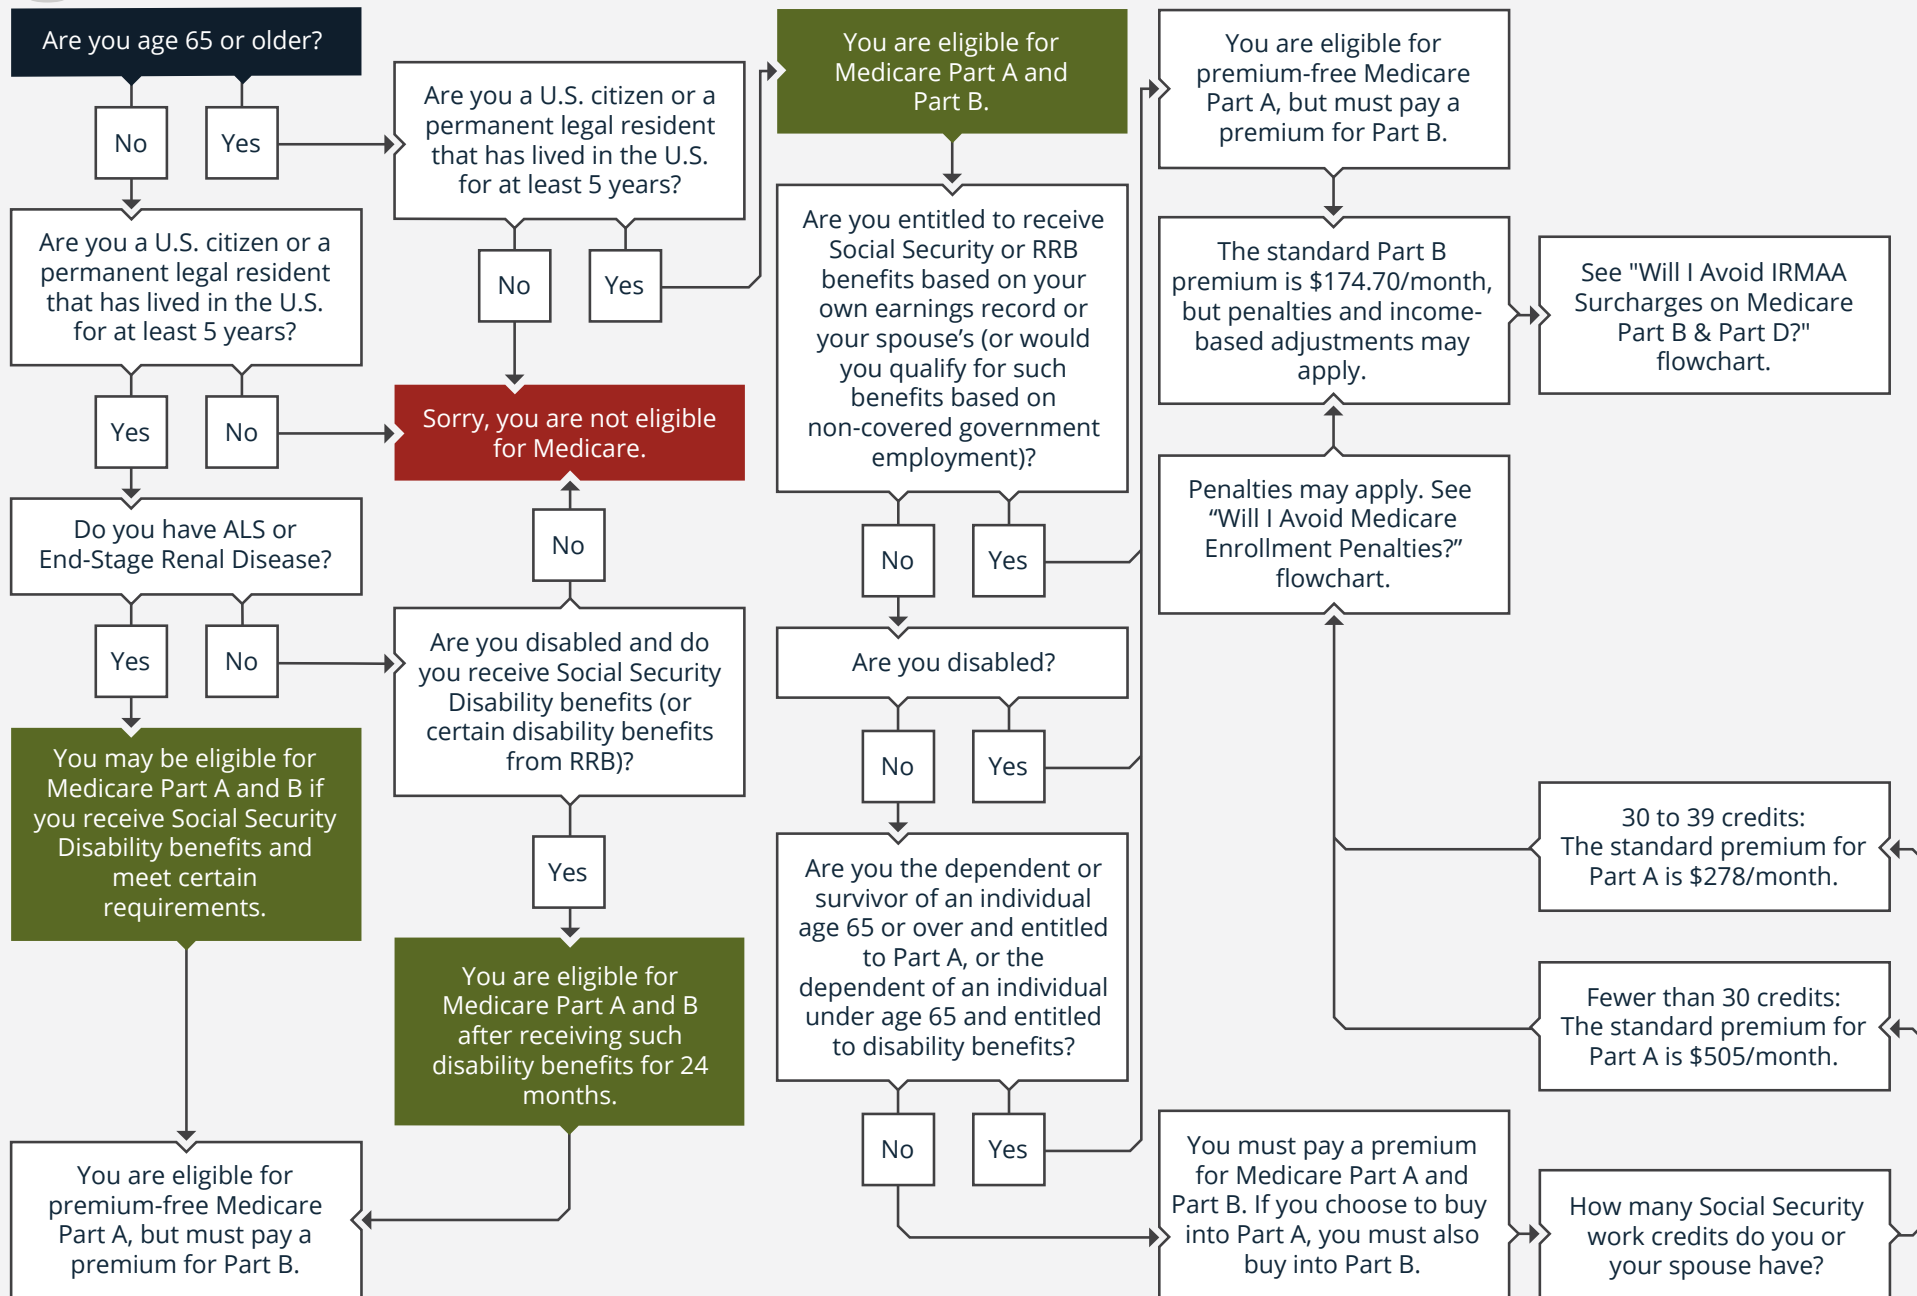 Are you age 65 or older?
No
Yes
Are you a U.S. citizen or a
permanent legal resident
that has lived in the U.S.
for at least 5 years?
Yes
No
Do you have ALS or
End-Stage Renal Disease?
Yes
No
You may be eligible for
Medicare Part A and B if
you receive Social Security
Disability benefits and
meet certain
requirements.
You are eligible for
premium-free Medicare
Part A, but must pay a
premium for Part B.
Are you a U.S. citizen or a
permanent legal resident
that has lived in the U.S.
for at least 5 years?
No
Yes
Sorry, you are not eligible
for Medicare.
No
Are you disabled and do
you receive Social Security
Disability benefits (or
certain disability benefits
from RRB)?
Yes
You are eligible for
Medicare Part A and B
after receiving such
disability benefits for 24
months.
You are eligible for
Medicare Part A and
Part B.
Are you entitled to receive
Social Security or RRB
benefits based on your
own earnings record or
your spouse’s (or would
you qualify for such
benefits based on
non-covered government
employment)?
No
Yes
Are you disabled?
No
Yes
Are you the dependent or
survivor of an individual
age 65 or over and entitled
to Part A, or the
dependent of an individual
under age 65 and entitled
to disability benefits?
No
Yes
You are eligible for
premium-free Medicare
Part A, but must pay a
premium for Part B.
The standard Part B
premium is $174.70/month,
but penalties and income-
based adjustments may
apply.
See "Will I Avoid IRMAA
Surcharges on Medicare
Part B & Part D?"
flowchart.
Penalties may apply. See
“Will I Avoid Medicare
Enrollment Penalties?”
flowchart.
30 to 39 credits:
The standard premium for
Part A is $278/month.
Fewer than 30 credits:
The standard premium for
Part A is $505/month.
You must pay a premium
for Medicare Part A and
Part B. If you choose to buy
into Part A, you must also
buy into Part B.
How many Social Security
work credits do you or
your spouse have?